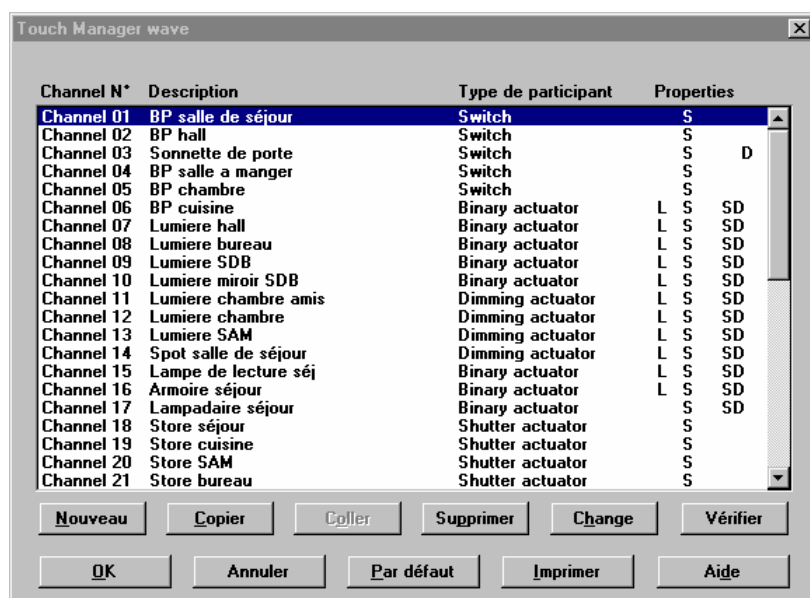 Touch Manager wave
Channel N° Description Type de participant Properties
Channel 01 BP salle de séjour Switch S
Channel 02 BP hall Switch S
Channel 03 Sonnette de porte Switch S D
Channel 04 BP salle a manger Switch S
Channel 05 BP chambre Switch S
Channel 06 BP cuisine Binary actuator L S SD
Channel 07 Lumiere hall Binary actuator L S SD
Channel 08 Lumiere bureau Binary actuator L S SD
Channel 09 Lumiere SDB Binary actuator L S SD
Channel 10 Lumiere miroir SDB Binary actuator L S SD
Channel 11 Lumiere chambre amis Dimming actuator L S SD
Channel 12 Lumiere chambre Dimming actuator L S SD
Channel 13 Lumiere SAM Dimming actuator L S SD
Channel 14 Spot salle de séjour Dimming actuator L S SD
Channel 15 Lampe de lecture séj Binary actuator L S SD
Channel 16 Armoire séjour Binary actuator L S SD
Channel 17 Lampadaire séjour Binary actuator S SD
Channel 18 Store séjour Shutter actuator S
Channel 19 Store cuisine Shutter actuator S
Channel 20 Store SAM Shutter actuator S
Channel 21 Store bureau Shutter actuator S
Nouveau Copier Coller Supprimer Change Vérifier
OK Annuler Par défaut Imprimer Aide